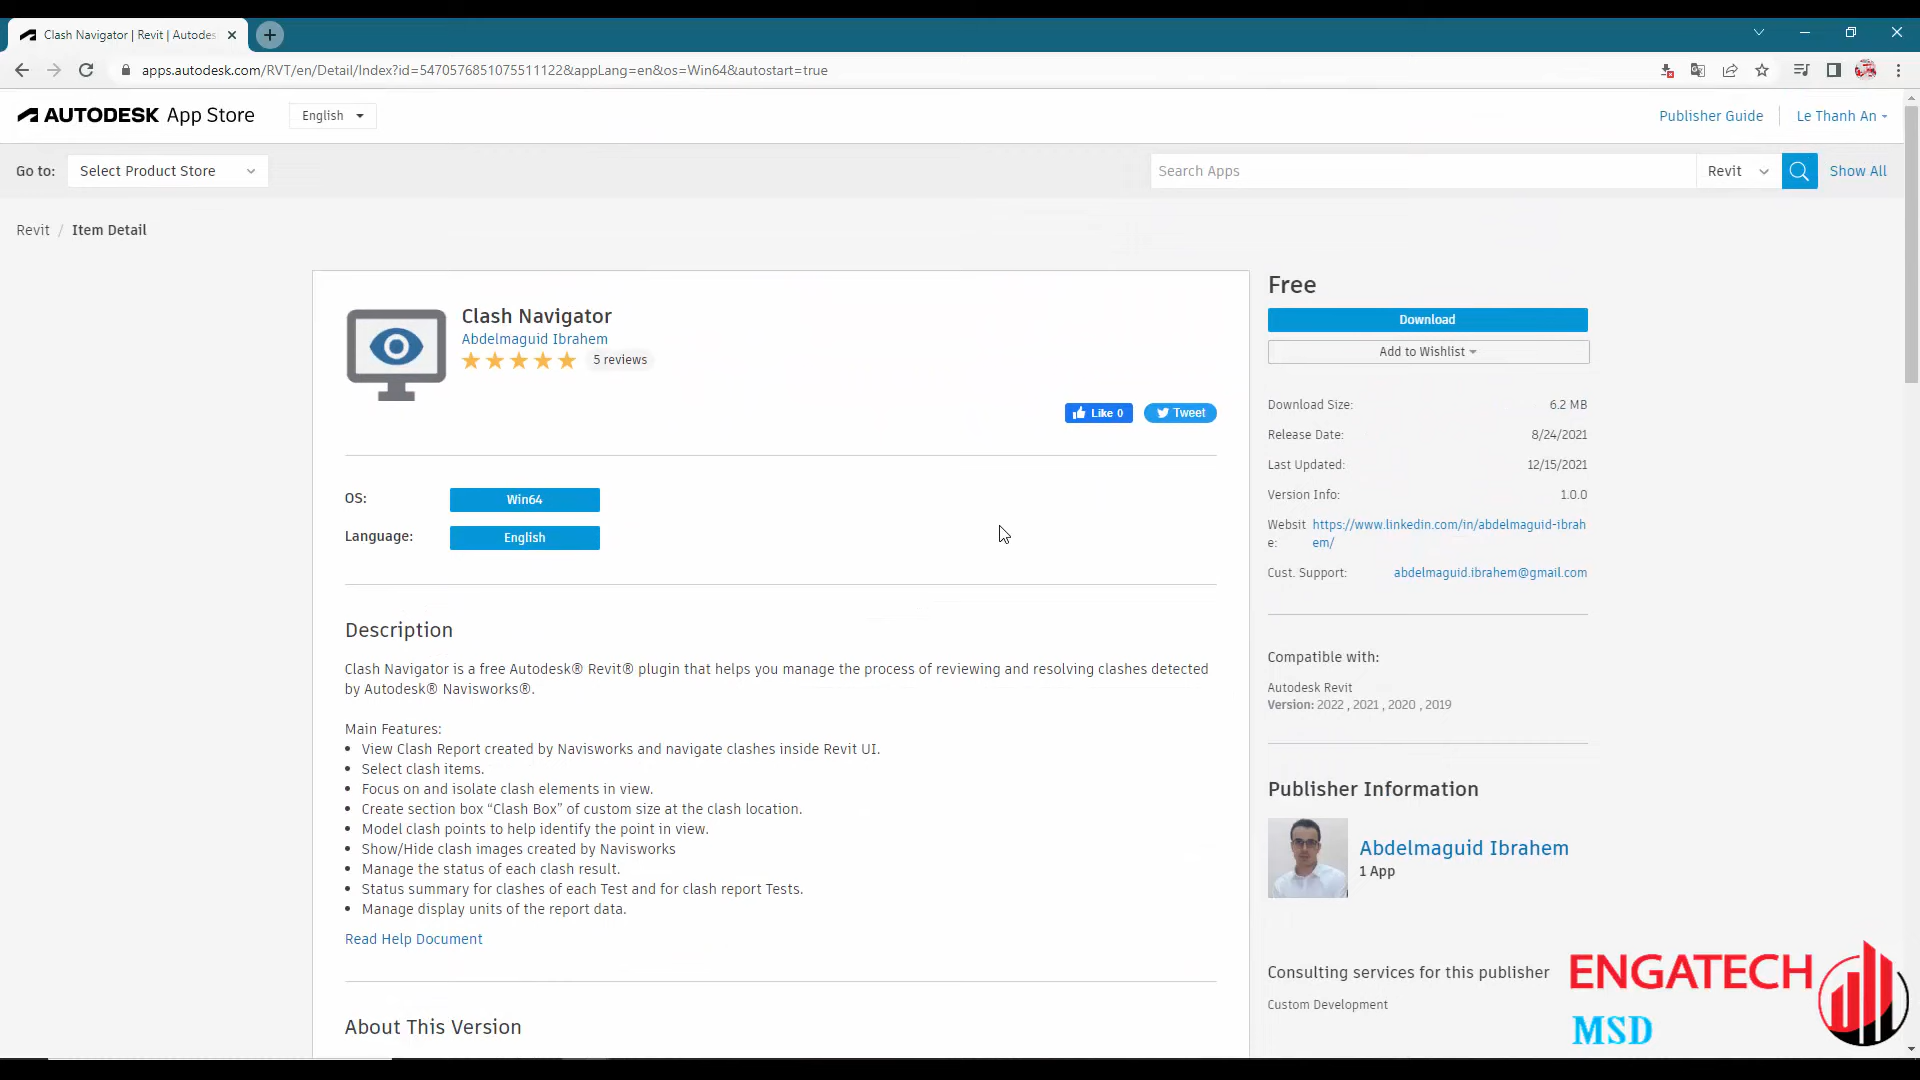 Clash Navigator | Revit | Autodes
apps.autodesk.com/RVT/en/Detail/Index?id=5470576851075511122&appLang=en&os=Win64&autostart=true
AUTODESK App Store
English
Publisher Guide
Le Thanh An
Go to:
Select Product Store
Search Apps
Revit
Show All
Revit / Item Detail
Clash Navigator
Abdelmaguid Ibrahem
5 reviews
Like 0
Tweet
OS:
Win64
Language:
English
Description
Clash Navigator is a free Autodesk® Revit® plugin that helps you manage the process of reviewing and resolving clashes detected
by Autodesk® Navisworks®.
Main Features:
• View Clash Report created by Navisworks and navigate clashes inside Revit UI.
• Select clash items.
• Focus on and isolate clash elements in view.
• Create section box “Clash Box” of custom size at the clash location.
• Model clash points to help identify the point in view.
• Show/Hide clash images created by Navisworks
• Manage the status of each clash result.
• Status summary for clashes of each Test and for clash report Tests.
• Manage display units of the report data.
Read Help Document
About This Version
Free
Download
Add to Wishlist
Download Size: 6.2 MB
Release Date: 8/24/2021
Last Updated: 12/15/2021
Version Info: 1.0.0
Websit https://www.linkedin.com/in/abdelmaguid-ibrah
e: em/
Cust. Support: abdelmaguid.ibrahem@gmail.com
Compatible with:
Autodesk Revit
Version: 2022 , 2021 , 2020 , 2019
Publisher Information
Abdelmaguid Ibrahem
1 App
Consulting services for this publisher
Custom Development
ENGATECH
MSD